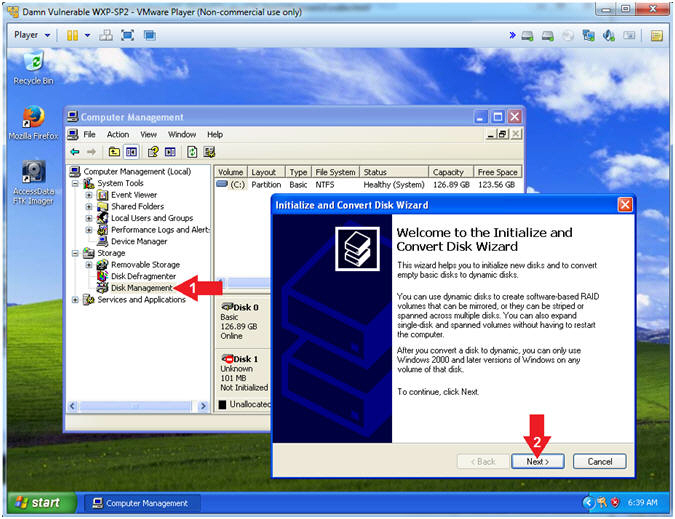 Damn Vulnerable WXP-SP2 - VMware Player (Non-commercial use only)
Player
Recycle Bin
Mozilla Firefox
AccessData
FTK Imager
Computer Management
File Action View Window Help
Computer Management (Local)
System Tools
Event Viewer
Shared Folders
Local Users and Groups
Performance Logs and Alert:
Device Manager
Storage
Removable Storage
Disk Defragmenter
Disk Management
Services and Applications
1
Volume Layout Type File System Status Capacity Free Space
(C:) Partition Basic NTFS Healthy (System) 126.89 GB 123.56 GB
Disk 0
Basic
126.89 GB
Online
Disk 1
Unknown
101 MB
Not Initialized
Unallocated
Initialize and Convert Disk Wizard
Welcome to the Initialize and
Convert Disk Wizard
This wizard helps you to initialize new disks and to convert
empty basic disks to dynamic disks.
You can use dynamic disks to create software-based RAID
volumes that can be mirrored, or they can be striped or
spanned across multiple disks. You can also expand
single-disk and spanned volumes without having to restart
the computer.
After you convert a disk to dynamic, you can only use
Windows 2000 and later versions of Windows on any
volume of that disk.
To continue, click Next.
2
< Back Next > Cancel
start Computer Management 6:39 AM